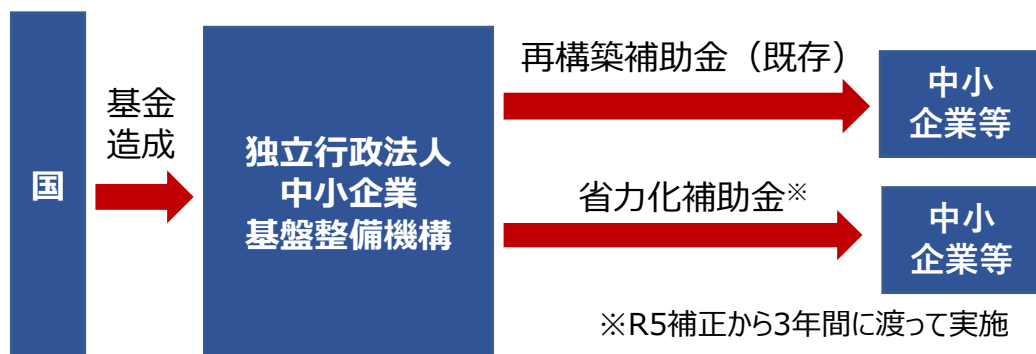 国
基金
造成
独立行政法人
中小企業
基盤整備機構
再構築補助金（既存）
中小
企業等
省力化補助金※
中小
企業等
※R5補正から3年間に渡って実施